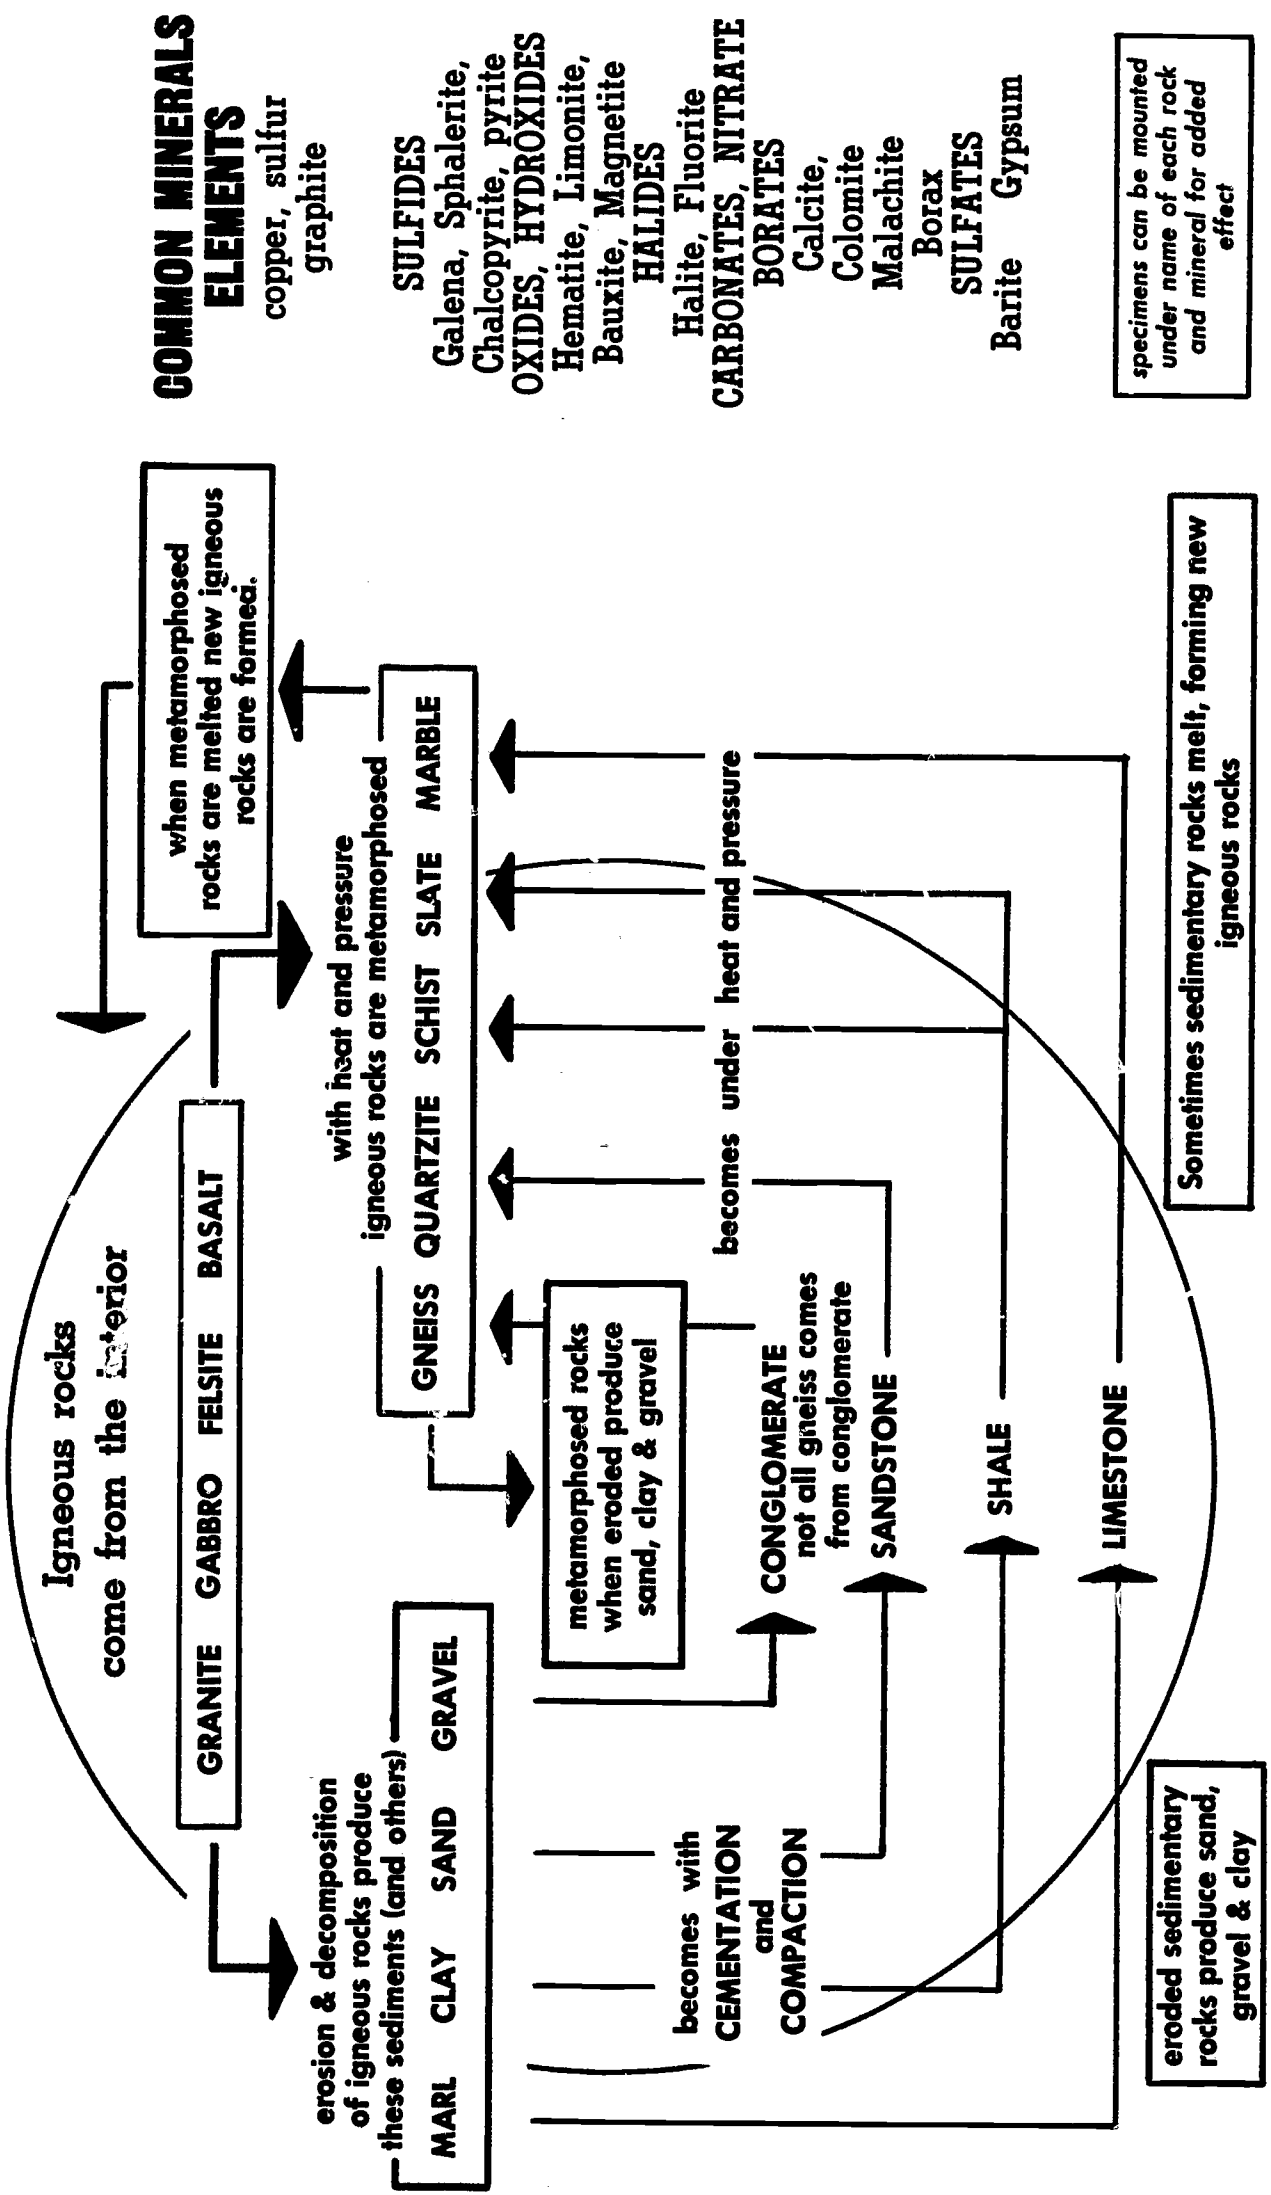 Igneous rocks
come from the interior
GRANITE GABBRO FELSITE BASALT
when metamorphosed
rocks are melted new igneous
rocks are formed.
erosion & decomposition
of igneous rocks produce
these sediments (and others)
MARL CLAY SAND GRAVEL
with heat and pressure
igneous rocks are metamorphosed
GNEISS QUARTZITE SCHIST SLATE MARBLE
metamorphosed rocks
when eroded produce
sand, clay & gravel
becomes with
CEMENTATION
and
COMPACTION
becomes under heat and pressure
CONGLOMERATE
not all gneiss comes
from conglomerate
SANDSTONE
SHALE
LIMESTONE
eroded sedimentary
rocks produce sand,
gravel & clay
Sometimes sedimentary rocks melt, forming new
igneous rocks
COMMON MINERALS
ELEMENTS
copper, sulfur
graphite
SULFIDES
Galena, Sphalerite,
Chalcopyrite, pyrite
OXIDES, HYDROXIDES
Hematite, Limonite,
Bauxite, Magnetite
HALIDES
Halite, Fluorite
CARBONATES, NITRATE
BORATES
Calcite,
Colomite
Malachite
Borax
SULFATES
Barite Gypsum
specimens can be mounted
under name of each rock
and mineral for added
effect